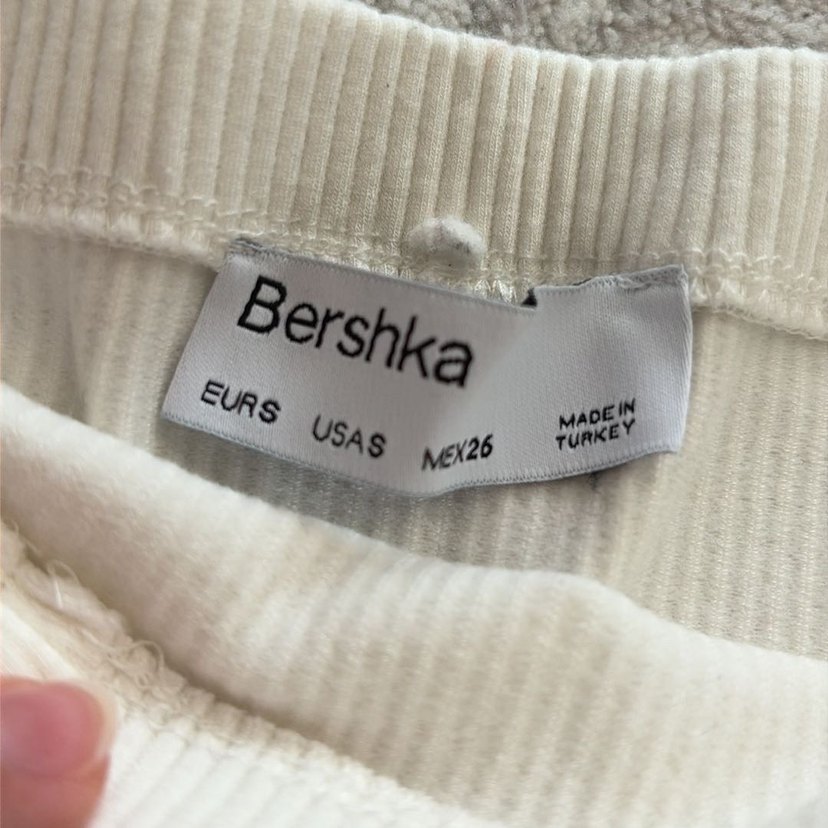 Bershka
EUR S USA S MEX 26
MADE IN
TURKEY